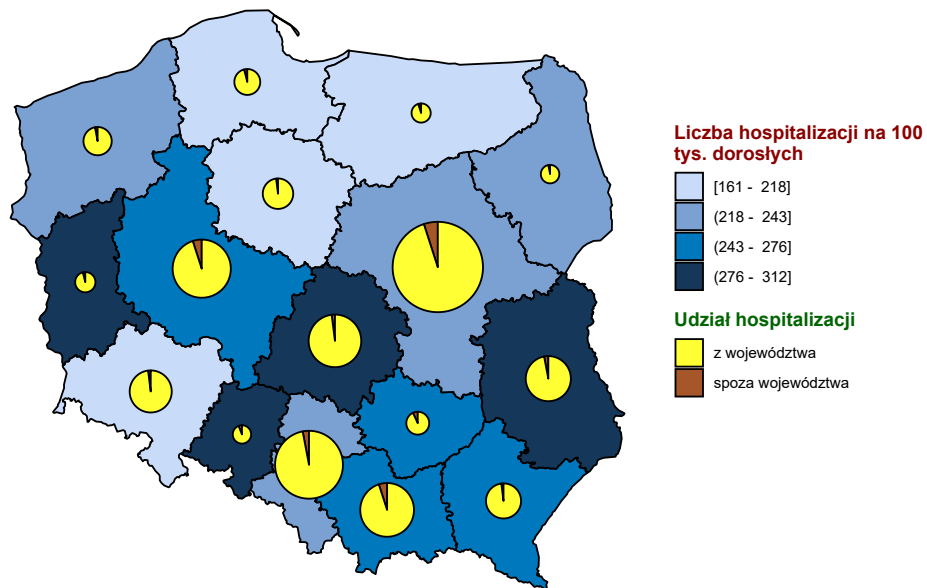 Liczba hospitalizacji na 100
tys. dorosłych
[161 - 218]
(218 - 243]
(243 - 276]
(276 - 312]
Udział hospitalizacji
z województwa
spoza województwa